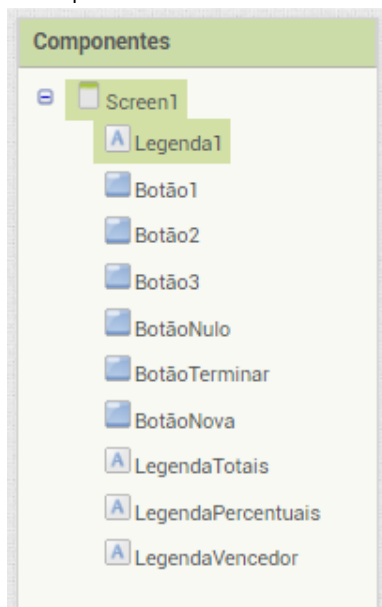 Componentes
Screen1
A Legenda1
Botão1
Botão2
Botão3
BotãoNulo
BotãoTerminar
BotãoNova
A LegendaTotais
A LegendaPercentuais
A LegendaVencedor